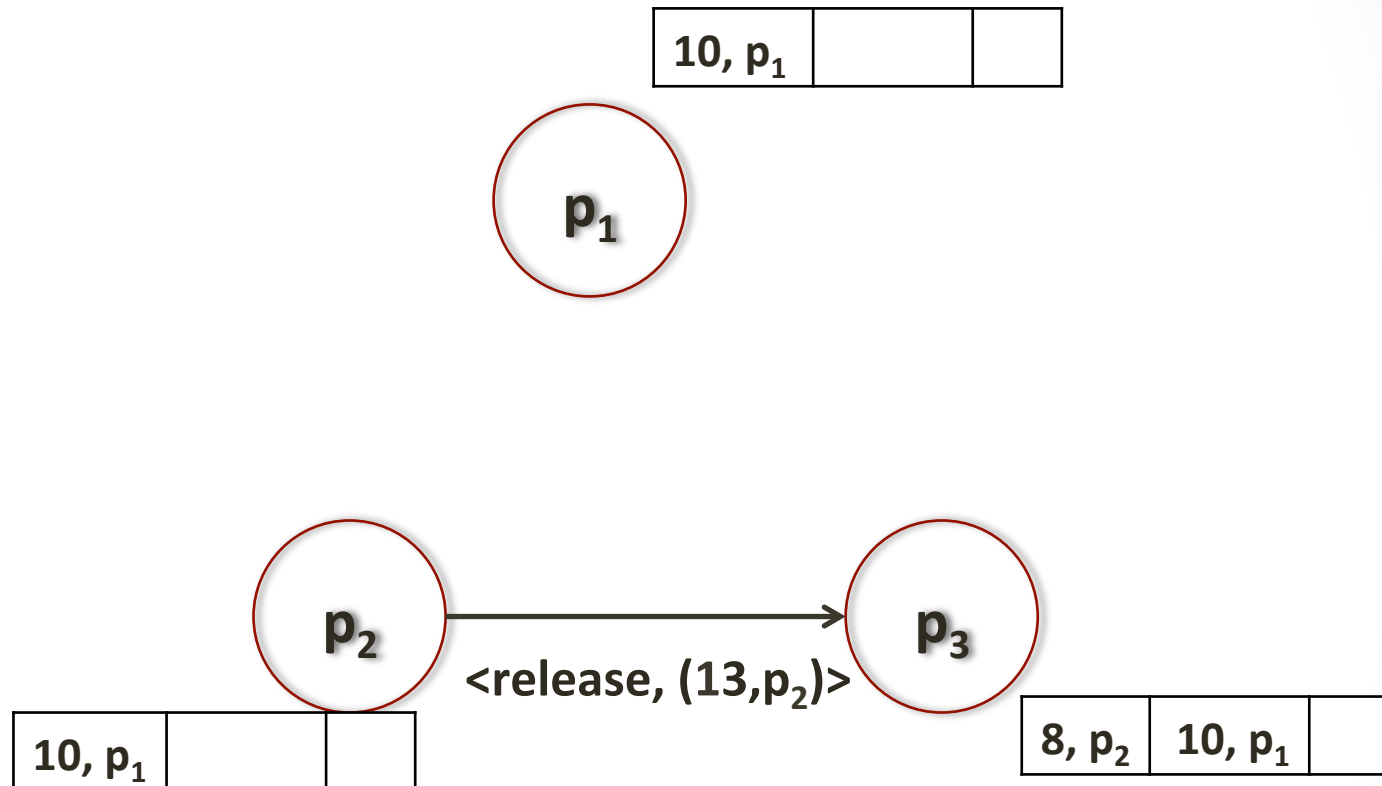 10, p₁
p₁
p₂
p₃
<release, (13,p₂)>
8, p₂ 10, p₁
10, p₁